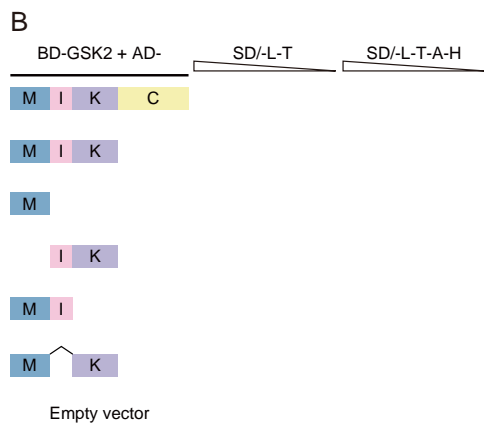 B
BD-GSK2 + AD- SD/-L-T SD/-L-T-A-H
M I K C
M I K
M
I K
M I
M K
Empty vector